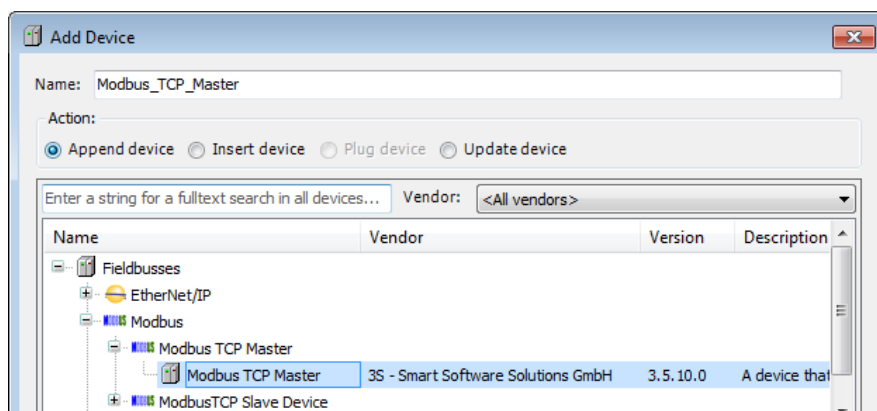 Add Device
Name: Modbus_TCP_Master
Action:
Append device Insert device Plug device Update device
Enter a string for a fulltext search in all devices... Vendor: <All vendors>
Name Vendor Version Description
Fieldbusses
EtherNet/IP
Modbus
Modbus TCP Master
Modbus TCP Master 3S - Smart Software Solutions GmbH 3.5.10.0 A device that
ModbusTCP Slave Device